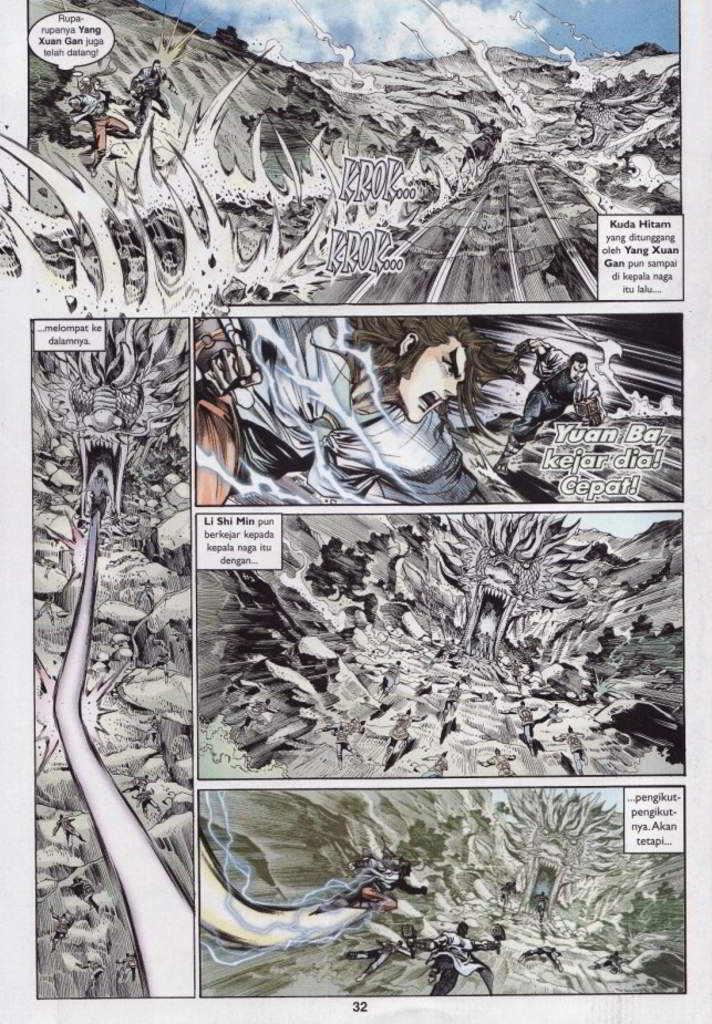 Rupa-
rupanya Yang
Xuan Gan juga
telah datang!
KROK...
KROK...
Kuda Hitam
yang ditunggang
oleh Yang Xuan
Gan pun sampai
di kepala naga
itu lalu....
...melompat ke
dalamnya.
Yuan Ba,
kejar dia!
Cepat!
Li Shi Min pun
berkejar kepada
kepala naga itu
dengan...
...pengikut-
pengikut-
nya. Akan
tetapi...
32